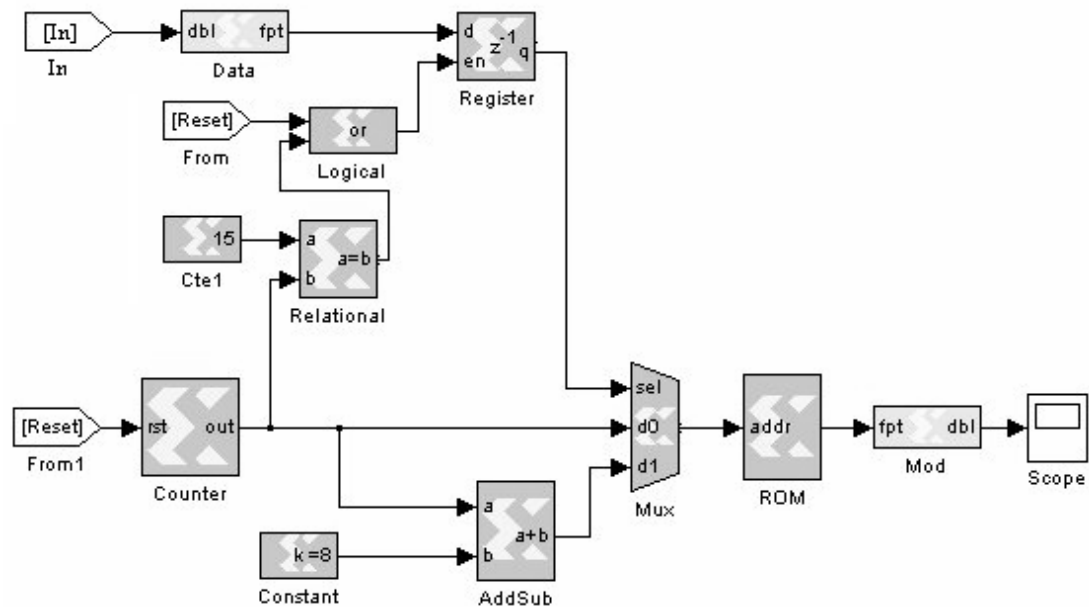 [In]
In
dbl fpt
Data
d
z-1
q
en
Register
[Reset]
From
or
Logical
15
Cte1
a
a=b
b
Relational
[Reset]
From1
rst out
Counter
k =8
Constant
a
a+b
b
AddSub
sel
d0
d1
Mux
addr
ROM
fpt dbl
Mod
Scope